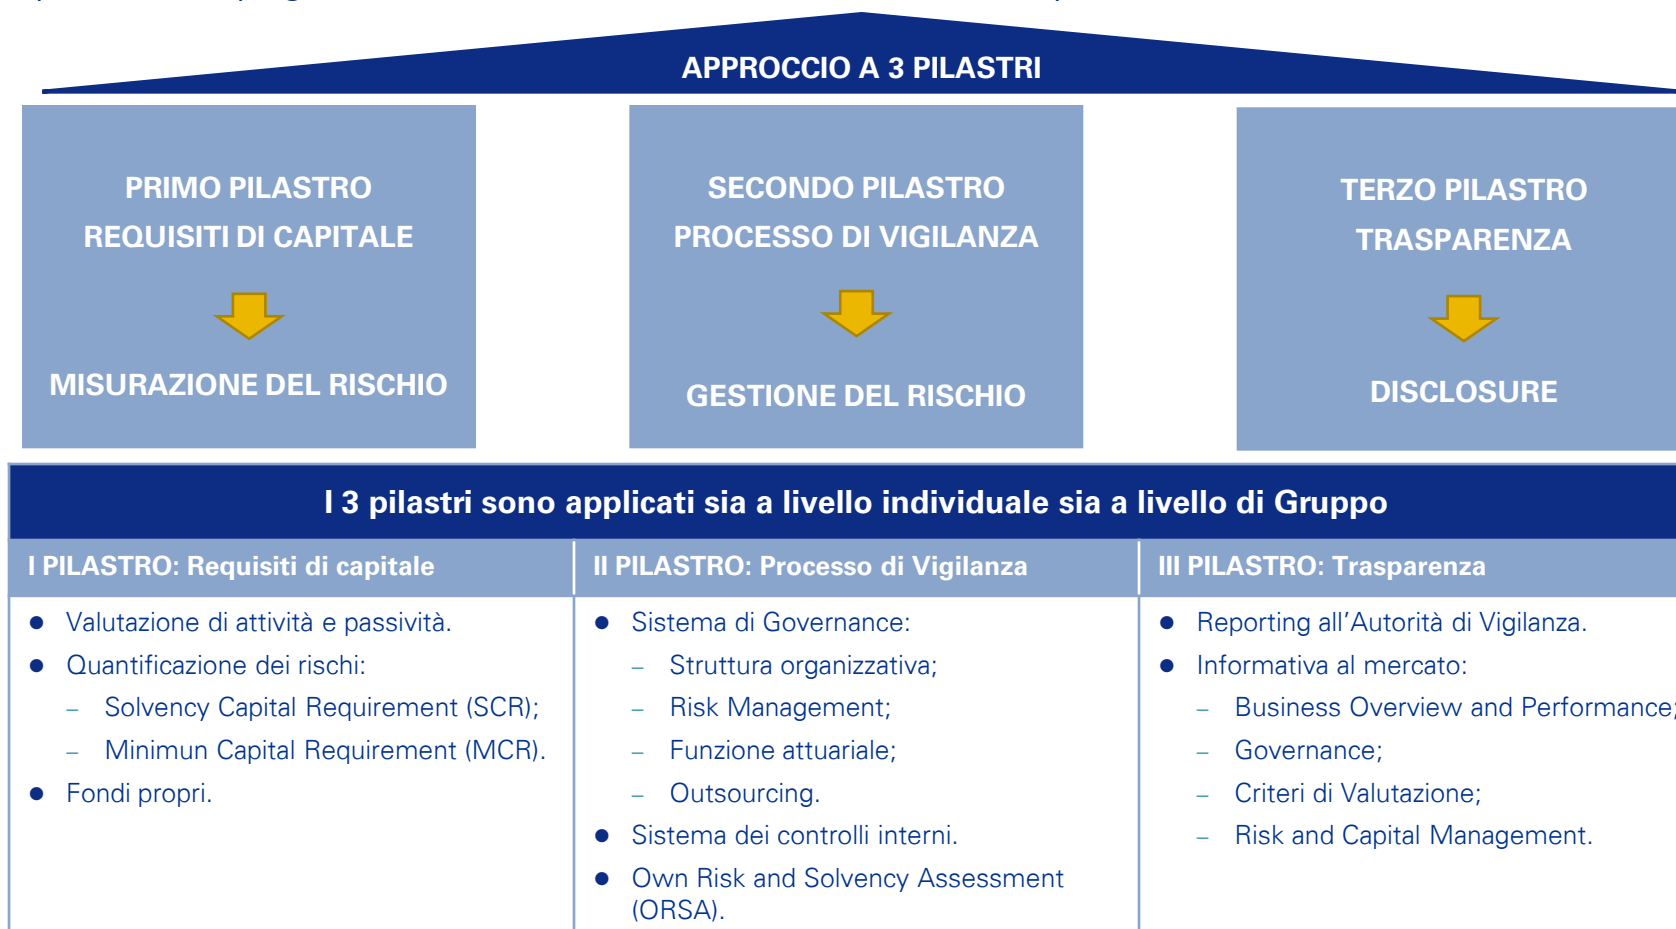 APPROCCIO A 3 PILASTRI
PRIMO PILASTRO
REQUISITI DI CAPITALE
MISURAZIONE DEL RISCHIO
SECONDO PILASTRO
PROCESSO DI VIGILANZA
GESTIONE DEL RISCHIO
TERZO PILASTRO
TRASPARENZA
DISCLOSURE
I 3 pilastri sono applicati sia a livello individuale sia a livello di Gruppo
I PILASTRO: Requisiti di capitale
● Valutazione di attività e passività.
● Quantificazione dei rischi:
– Solvency Capital Requirement (SCR);
– Minimun Capital Requirement (MCR).
● Fondi propri.
II PILASTRO: Processo di Vigilanza
● Sistema di Governance:
– Struttura organizzativa;
– Risk Management;
– Funzione attuariale;
– Outsourcing.
● Sistema dei controlli interni.
● Own Risk and Solvency Assessment
(ORSA).
III PILASTRO: Trasparenza
● Reporting all’Autorità di Vigilanza.
● Informativa al mercato:
– Business Overview and Performance;
– Governance;
– Criteri di Valutazione;
– Risk and Capital Management.